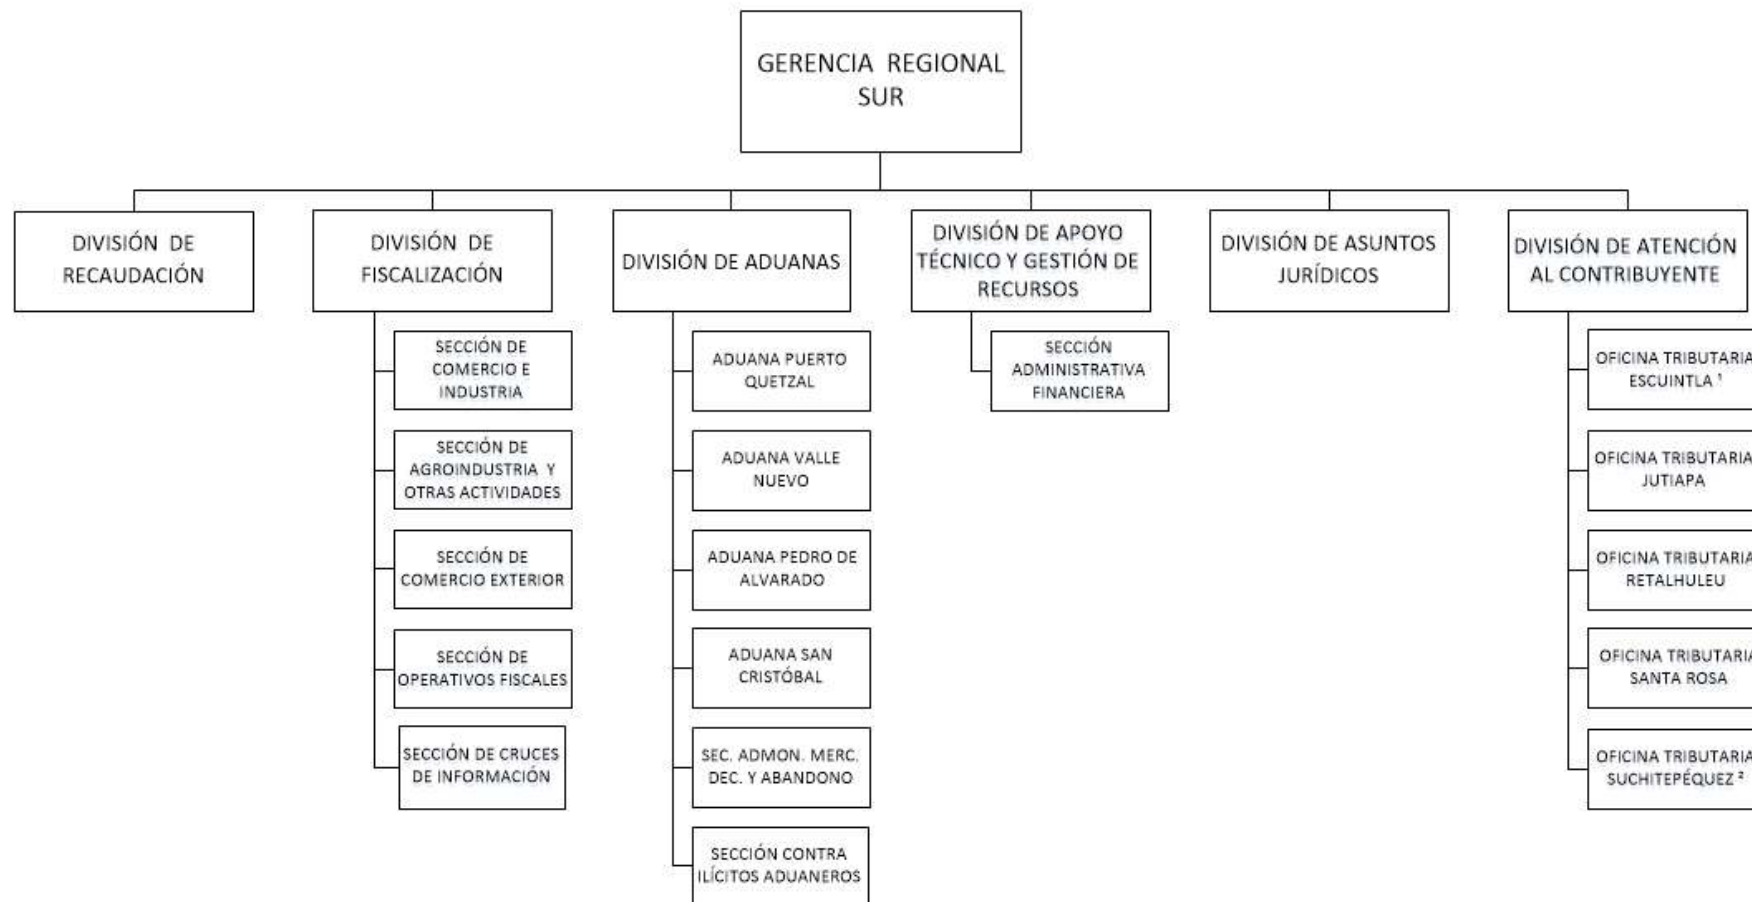 GERENCIA REGIONAL
SUR
DIVISIÓN DE
RECAUDACIÓN
DIVISIÓN DE
FISCALIZACIÓN
DIVISIÓN DE ADUANAS
DIVISIÓN DE APOYO
TÉCNICO Y GESTIÓN DE
RECURSOS
DIVISIÓN DE ASUNTOS
JURÍDICOS
DIVISIÓN DE ATENCIÓN
AL CONTRIBUYENTE
SECCIÓN DE
COMERCIO E
INDUSTRIA
SECCIÓN DE
AGROINDUSTRIA Y
OTRAS ACTIVIDADES
SECCIÓN DE
COMERCIO EXTERIOR
SECCIÓN DE
OPERATIVOS FISCALES
SECCIÓN DE CRUCES
DE INFORMACIÓN
ADUANA PUERTO
QUETZAL
ADUANA VALLE
NUEVO
ADUANA PEDRO DE
ALVARADO
ADUANA SAN
CRISTÓBAL
SEC. ADMON. MERC.
DEC. Y ABANDONO
SECCIÓN CONTRA
ILÍCITOS ADUANEROS
SECCIÓN
ADMINISTRATIVA
FINANCIERA
OFICINA TRIBUTARIA
ESCUINTLA ¹
OFICINA TRIBUTARIA
JUTIAPA
OFICINA TRIBUTARIA
RETALHULEU
OFICINA TRIBUTARIA
SANTA ROSA
OFICINA TRIBUTARIA
SUCHITEPÉQUEZ ²